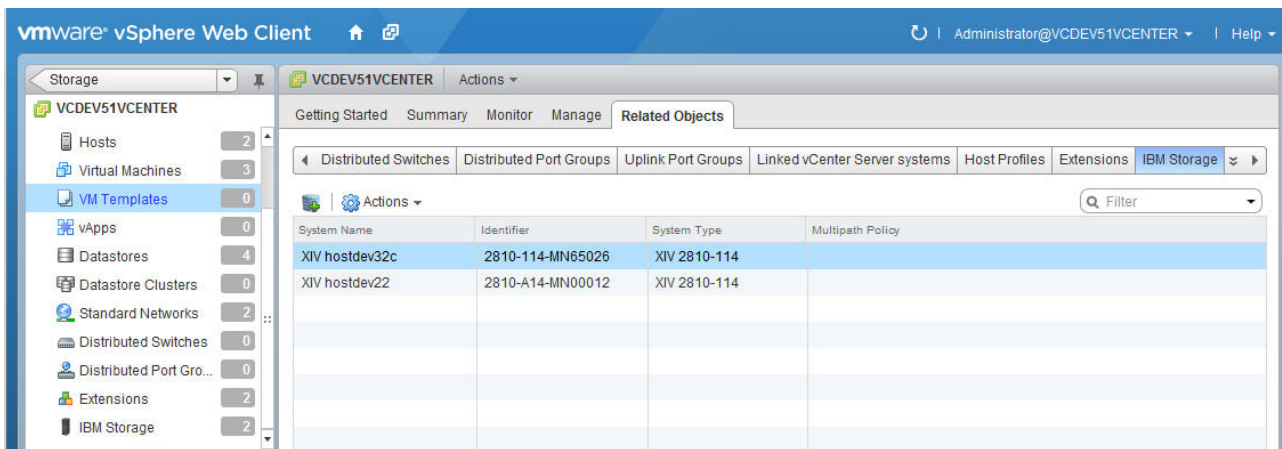 vmware® vSphere Web Client
Administrator@VCDEV51VCENTER
Help
Storage
VCDEV51VCENTER
Hosts 2
Virtual Machines 3
VM Templates 0
vApps 0
Datastores 4
Datastore Clusters 0
Standard Networks 2
Distributed Switches 0
Distributed Port Gro... 0
Extensions 2
IBM Storage 2
VCDEV51VCENTER Actions
Getting Started Summary Monitor Manage Related Objects
Distributed Switches Distributed Port Groups Uplink Port Groups Linked vCenter Server systems Host Profiles Extensions IBM Storage
Actions Filter
System Name Identifier System Type Multipath Policy
XIV hostdev32c 2810-114-MN65026 XIV 2810-114
XIV hostdev22 2810-A14-MN00012 XIV 2810-114